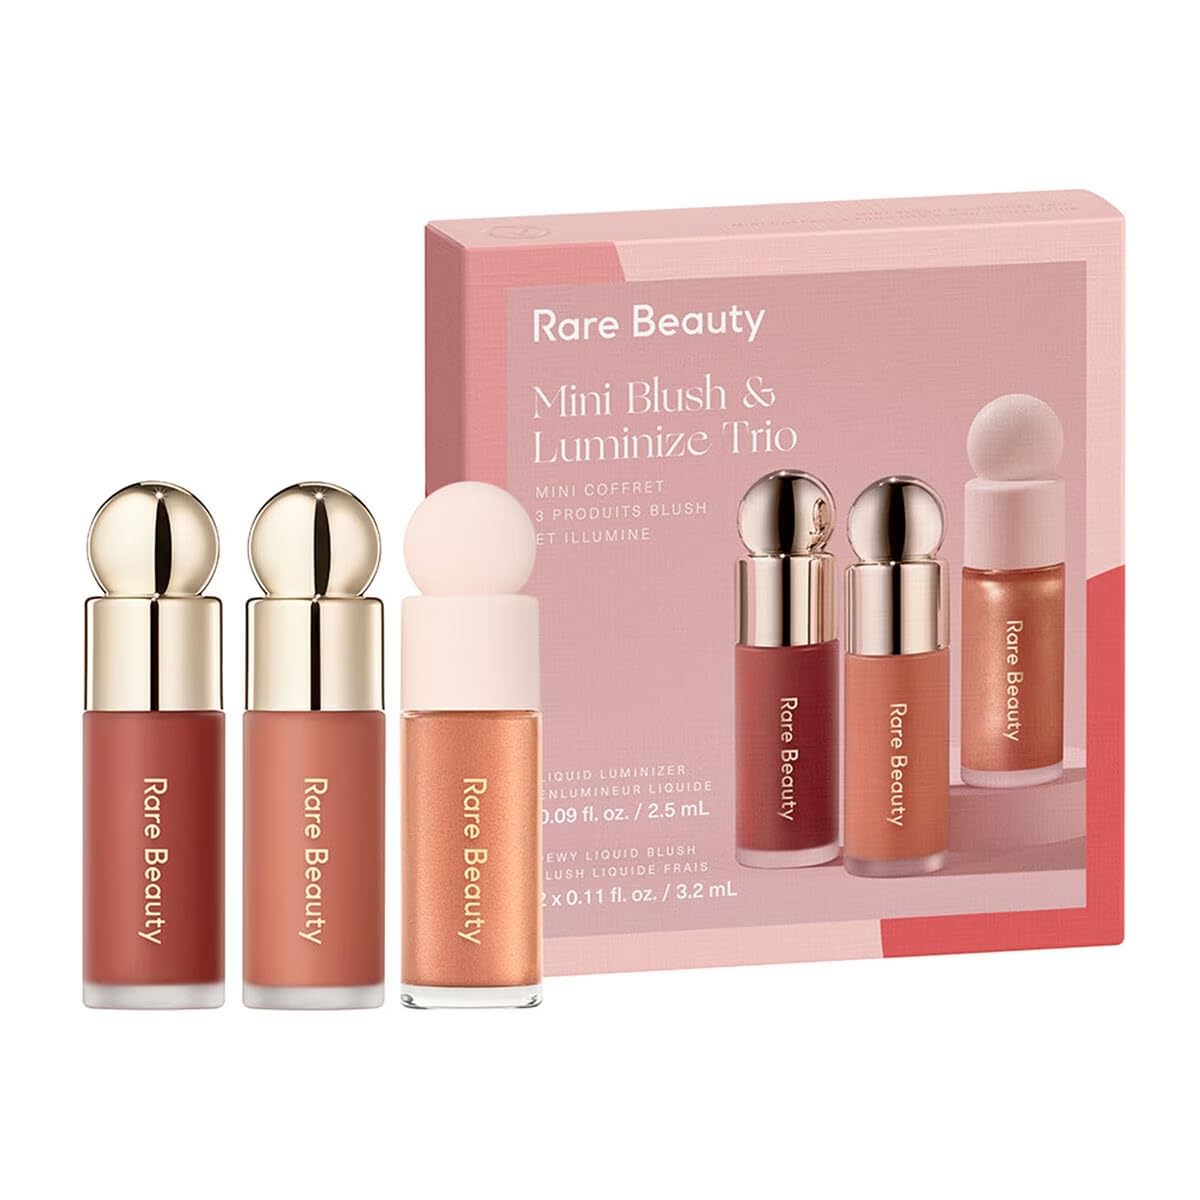 Rare Beauty
Mini Blush &
Luminize Trio
MINI COFFRET
3 PRODUITS BLUSH
ET ILLUMINE
LIQUID LUMINIZER
ENLUMINEUR LIQUIDE
0.09 fl. oz. / 2.5 mL
DEWY LIQUID BLUSH
BLUSH LIQUIDE FRAIS
2 x 0.11 fl. oz. / 3.2 mL
Rare Beauty
Rare Beauty
Rare Beauty
Rare Beauty
Rare Beauty
Rare Beauty